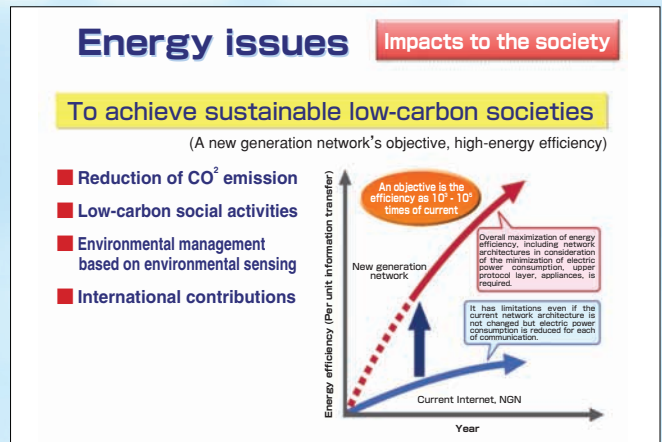 Energy issues
Impacts to the society
To achieve sustainable low-carbon societies
(A new generation network's objective, high-energy efficiency)
■ Reduction of CO² emission
■ Low-carbon social activities
■ Environmental management
based on environmental sensing
■ International contributions
Energy efficiency (Per unit information transfer)
An objective is the
efficiency as 10³ - 10⁵
times of current
New generation
network
Overall maximization of energy
efficiency, including network
architectures in consideration
of the minimization of electric
power consumption, upper
protocol layer, appliances, is
required.
It has limitations even if the
current network architecture is
not changed but electric power
consumption is reduced for each
of communication.
Current Internet, NGN
Year